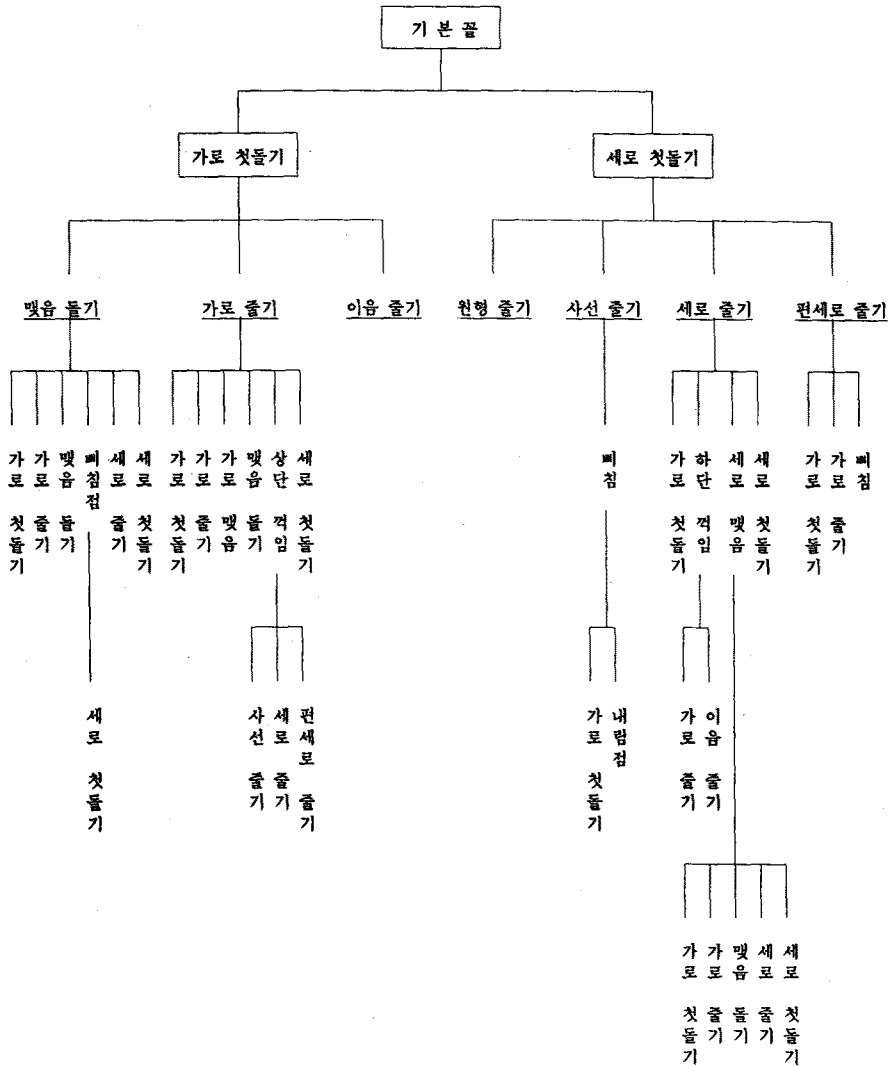 기본꼴
가로 첫돌기
세로 첫돌기
맺음 돌기
가로 줄기
이음 줄기
원형 줄기
사선 줄기
세로 줄기
편세로 줄기
가로 첫돌기
가로 줄기
맺음 돌기
삐침점
세로 줄기
세로 첫돌기
가로 첫돌기
가로 줄기
가로 맺음
맺음 돌기
상단 꺽임
세로 첫돌기
삐침
가로 첫돌기
하단 꺽임
세로 맺음
세로 첫돌기
가로 첫돌기
가로 줄기
삐침
세로 첫돌기
사선 줄기
세로 줄기
편세로 줄기
가로 첫돌기
내림점
가로 줄기
이음 줄기
가로 첫돌기
가로 줄기
맺음 돌기
세로 줄기
세로 첫돌기